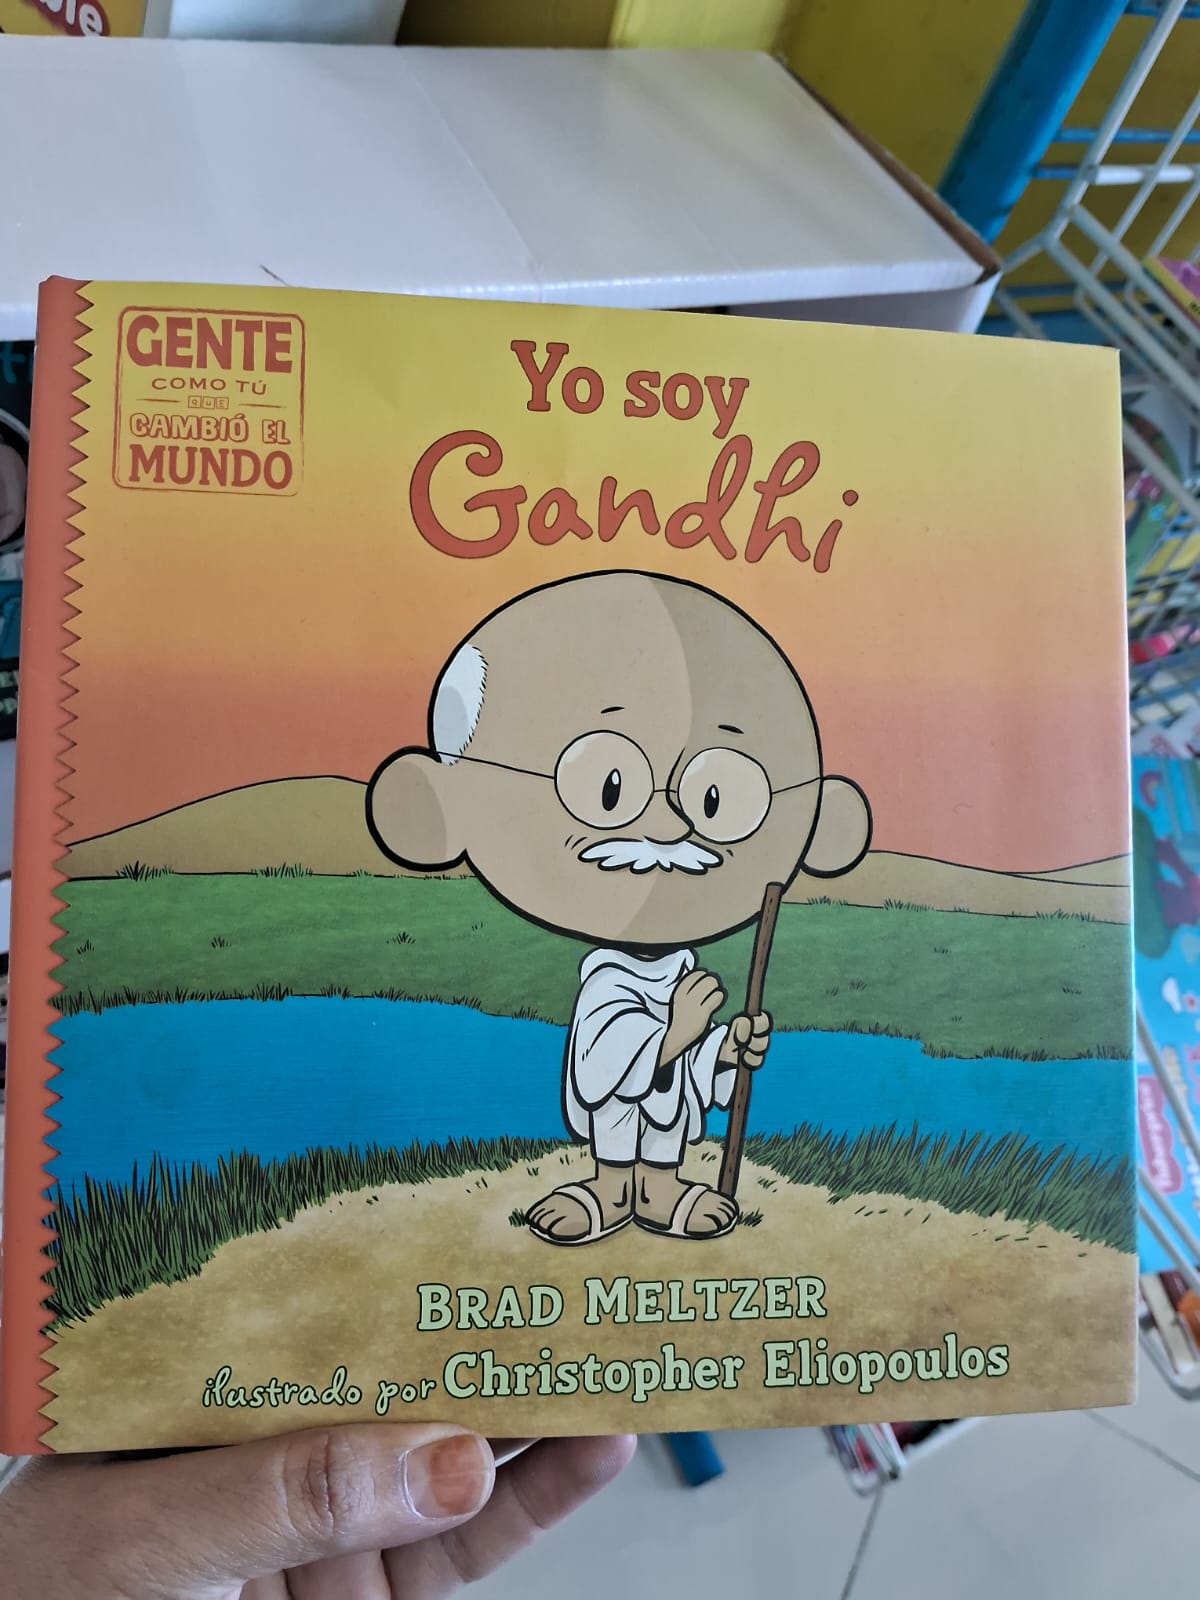 GENTE
COMO TÚ
QUE
CAMBIÓ EL
MUNDO
Yo soy
Gandhi
BRAD MELTZER
ilustrado por Christopher Eliopoulos